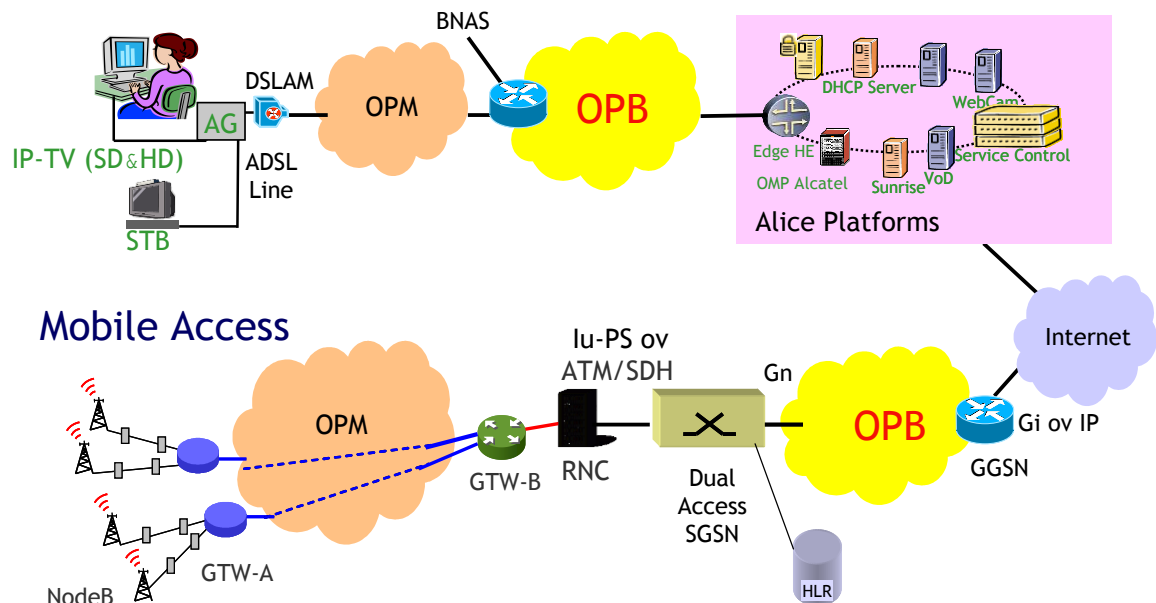 BNAS
DSLAM
OPM
OPB
AG
IP-TV (SD&HD)
ADSL
Line
STB
DHCP Server
WebCam
Edge HE
Service Control
OMP Alcatel
Sunrise
VoD
Alice Platforms
Mobile Access
Internet
Iu-PS ov
ATM/SDH
Gn
OPM
OPB
Gi ov IP
GTW-B
RNC
GGSN
Dual
Access
SGSN
GTW-A
NodeB
HLR